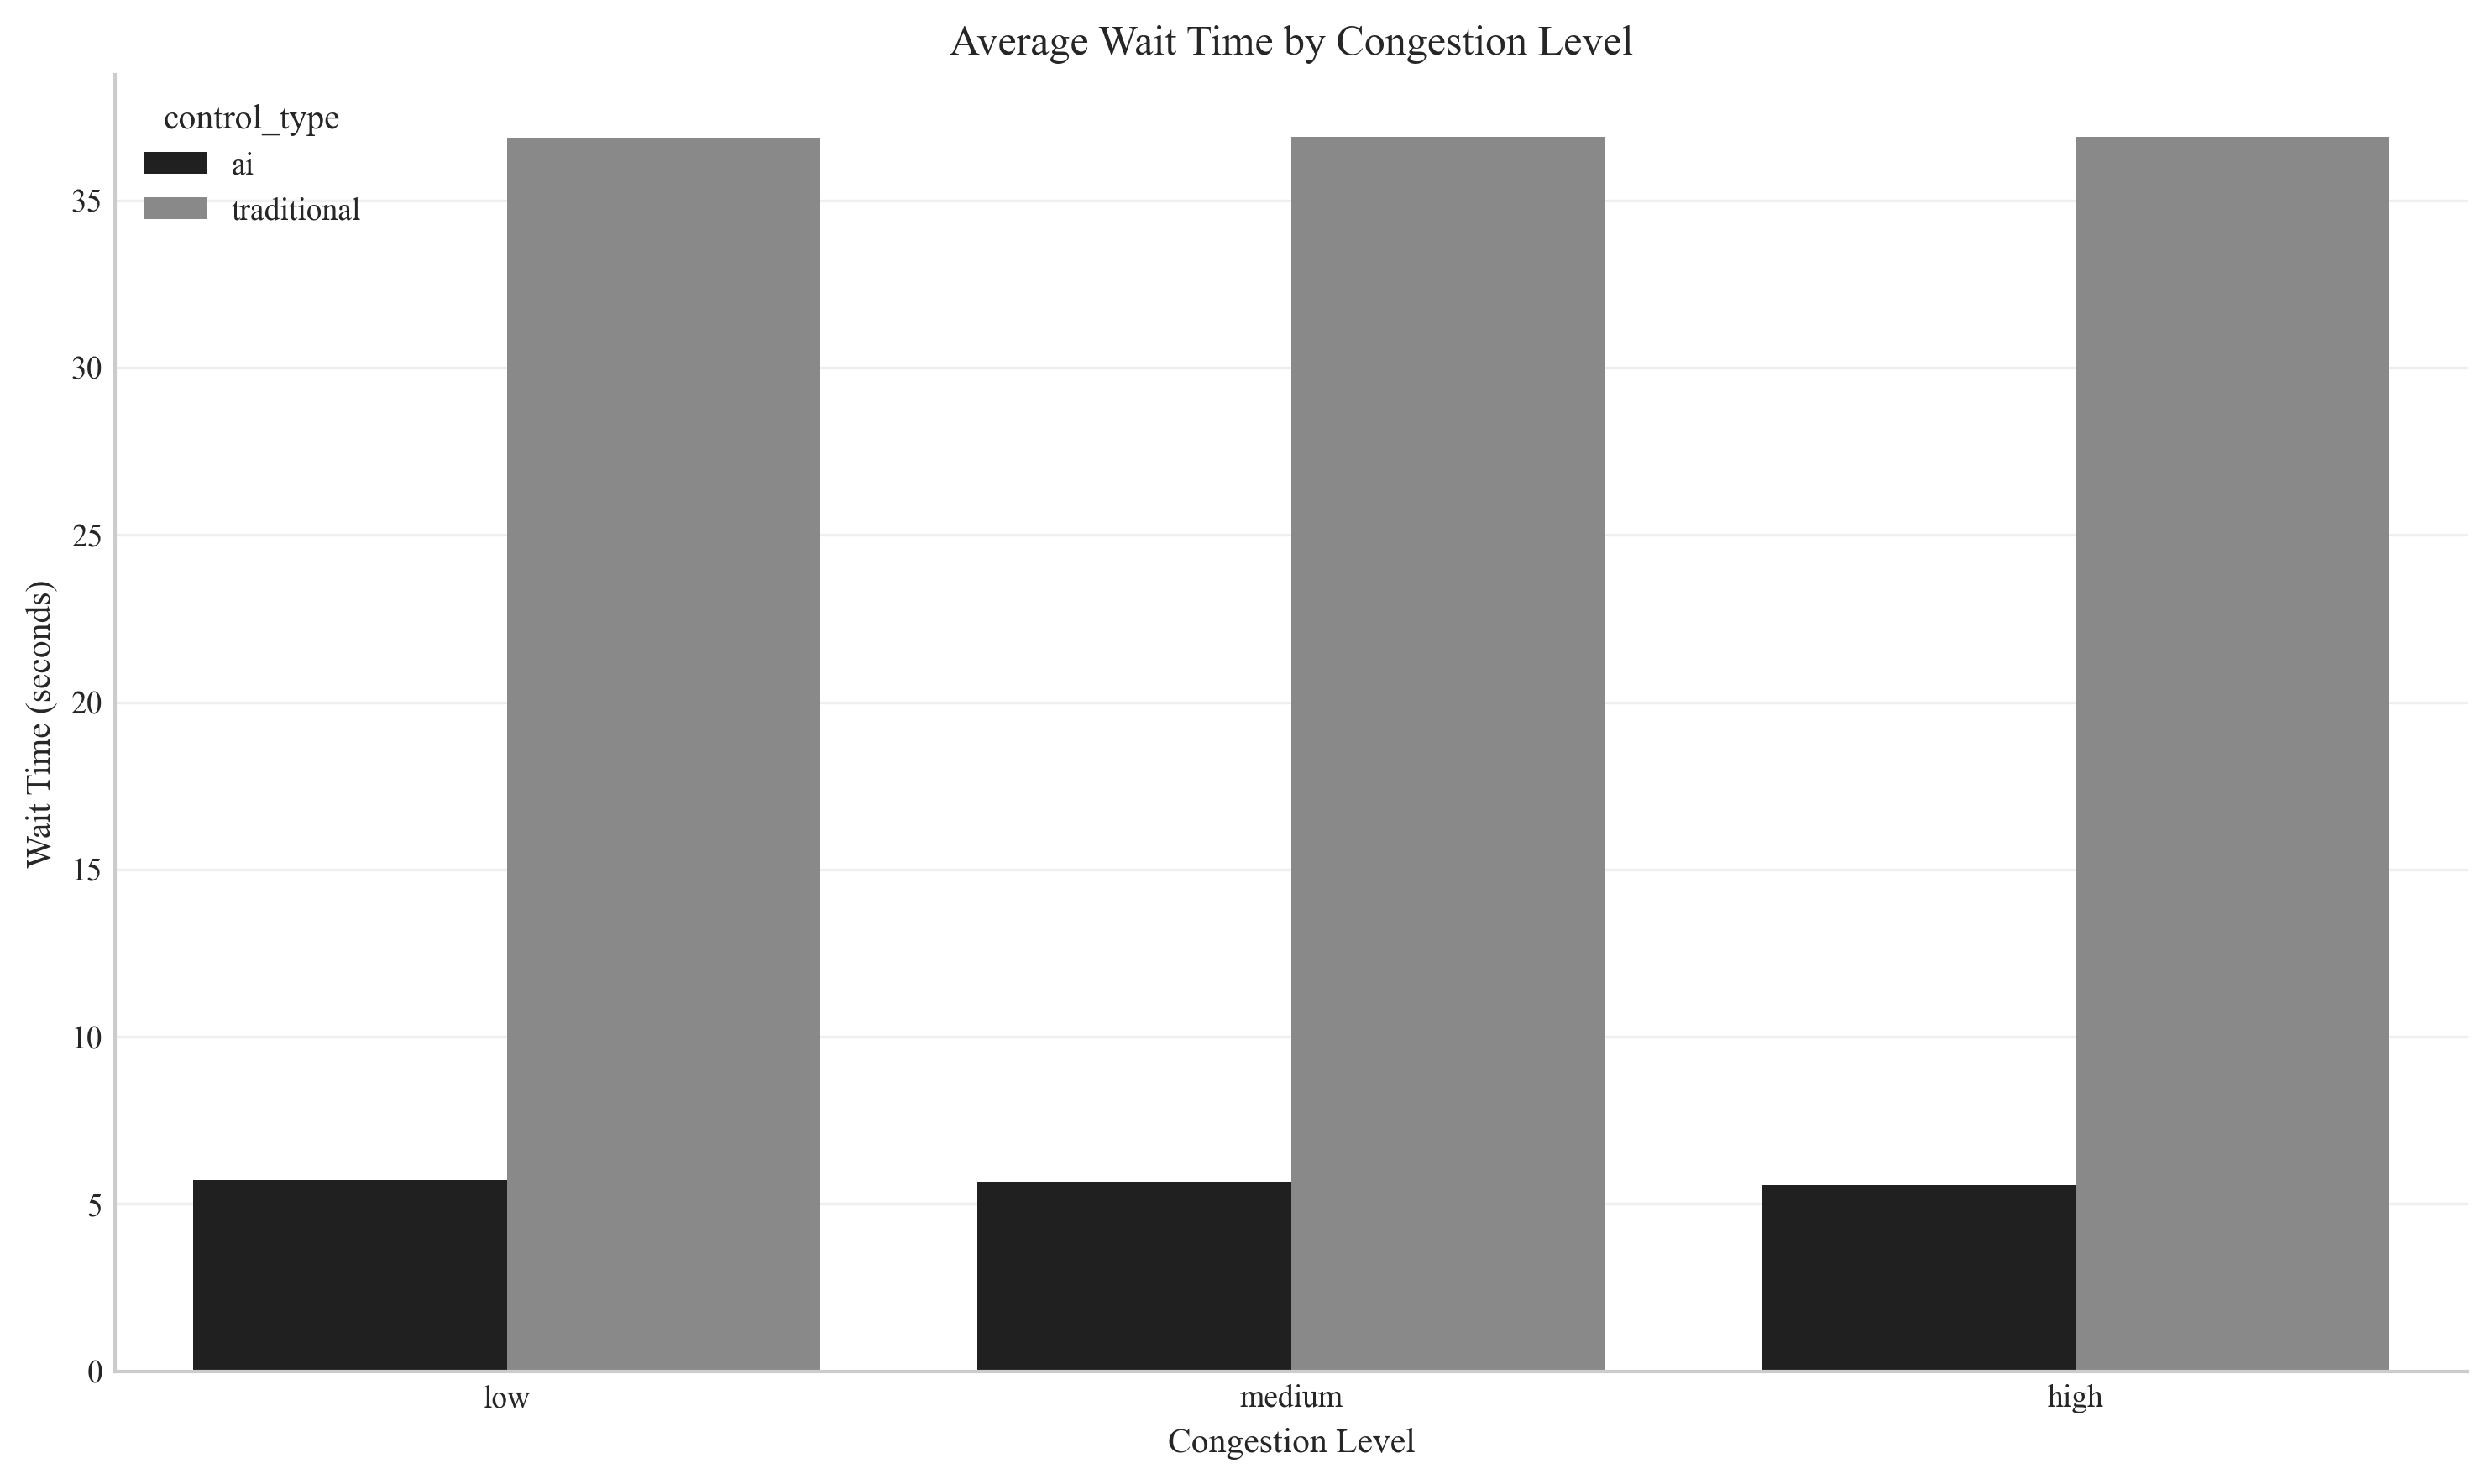 Average Wait Time by Congestion Level
control_type
ai
traditional
35
30
25
20
15
10
5
0
Wait Time (seconds)
low medium high
Congestion Level